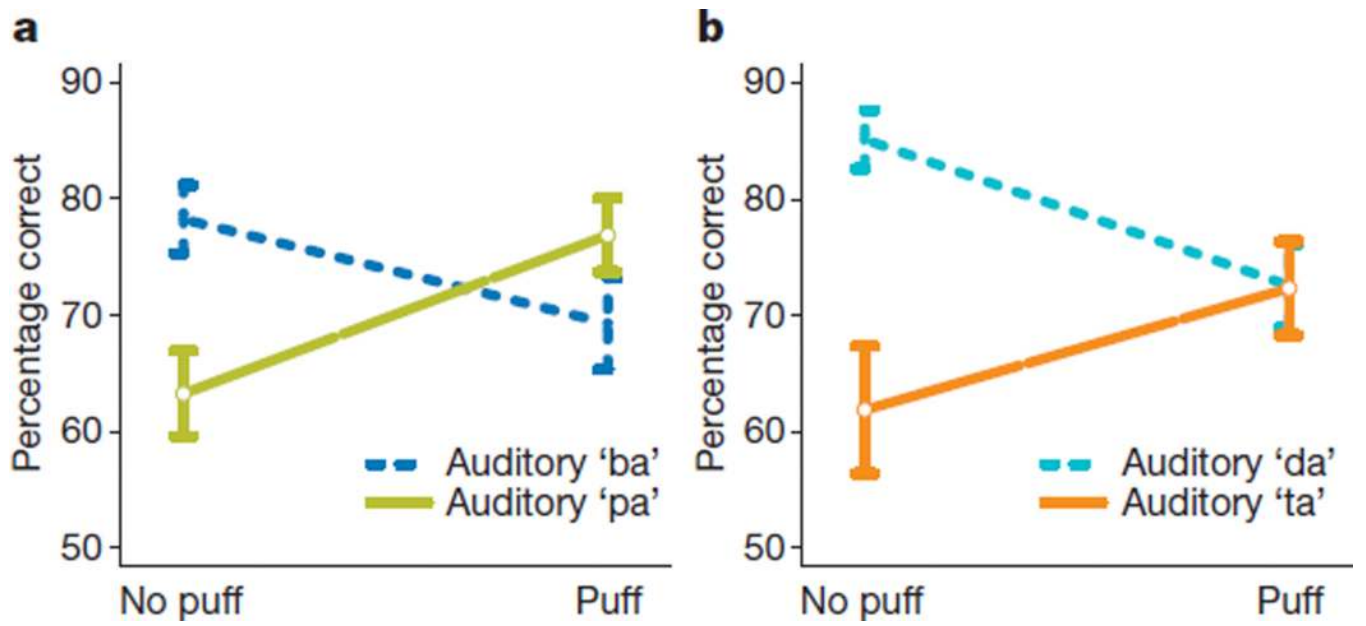 a
Percentage correct
90
80
70
60
50
Auditory ‘ba’
Auditory ‘pa’
No puff
Puff
b
Percentage correct
90
80
70
60
50
Auditory ‘da’
Auditory ‘ta’
No puff
Puff